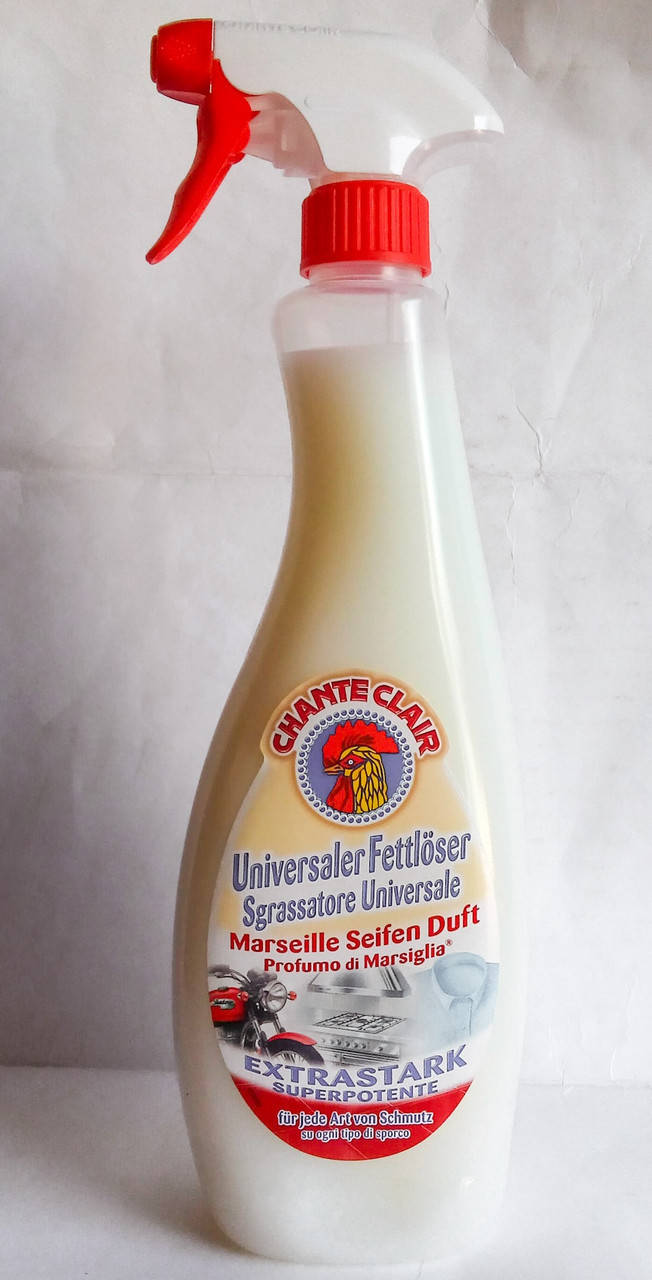 CHANTE CLAIR
Universaler Fettlöser
Sgrassatore Universale
Marseille Seifen Duft
Profumo di Marsiglia®
EXTRASTARK
SUPERPOTENTE
für jede Art von Schmutz
su ogni tipo di sporco